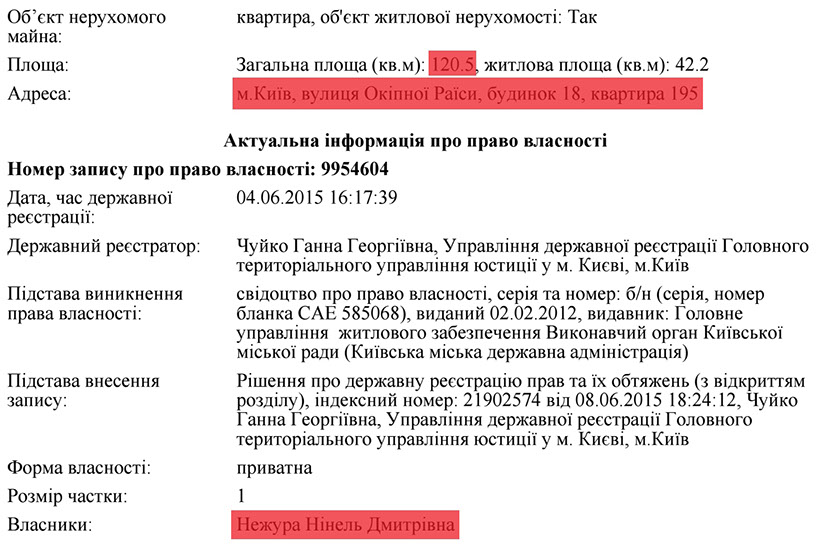 Об’єкт нерухомого квартира, об'єкт житлової нерухомості: Так
майна:
Площа: Загальна площа (кв.м): 120.5, житлова площа (кв.м): 42.2
Адреса: м.Київ, вулиця Окіпної Раїси, будинок 18, квартира 195
Актуальна інформація про право власності
Номер запису про право власності: 9954604
Дата, час державної 04.06.2015 16:17:39
реєстрації:
Державний реєстратор: Чуйко Ганна Георгіївна, Управління державної реєстрації Головного
територіального управління юстиції у м. Києві, м.Київ
Підстава виникнення свідоцтво про право власності, серія та номер: б/н (серія, номер
права власності: бланка САЕ 585068), виданий 02.02.2012, видавник: Головне
управління житлового забезпечення Виконавчий орган Київської
міської ради (Київська міська державна адміністрація)
Підстава внесення Рішення про державну реєстрацію прав та їх обтяжень (з відкриттям
запису: розділу), індексний номер: 21902574 від 08.06.2015 18:24:12, Чуйко
Ганна Георгіївна, Управління державної реєстрації Головного
територіального управління юстиції у м. Києві, м.Київ
Форма власності: приватна
Розмір частки: 1
Власники: Нежура Нінель Дмитрівна